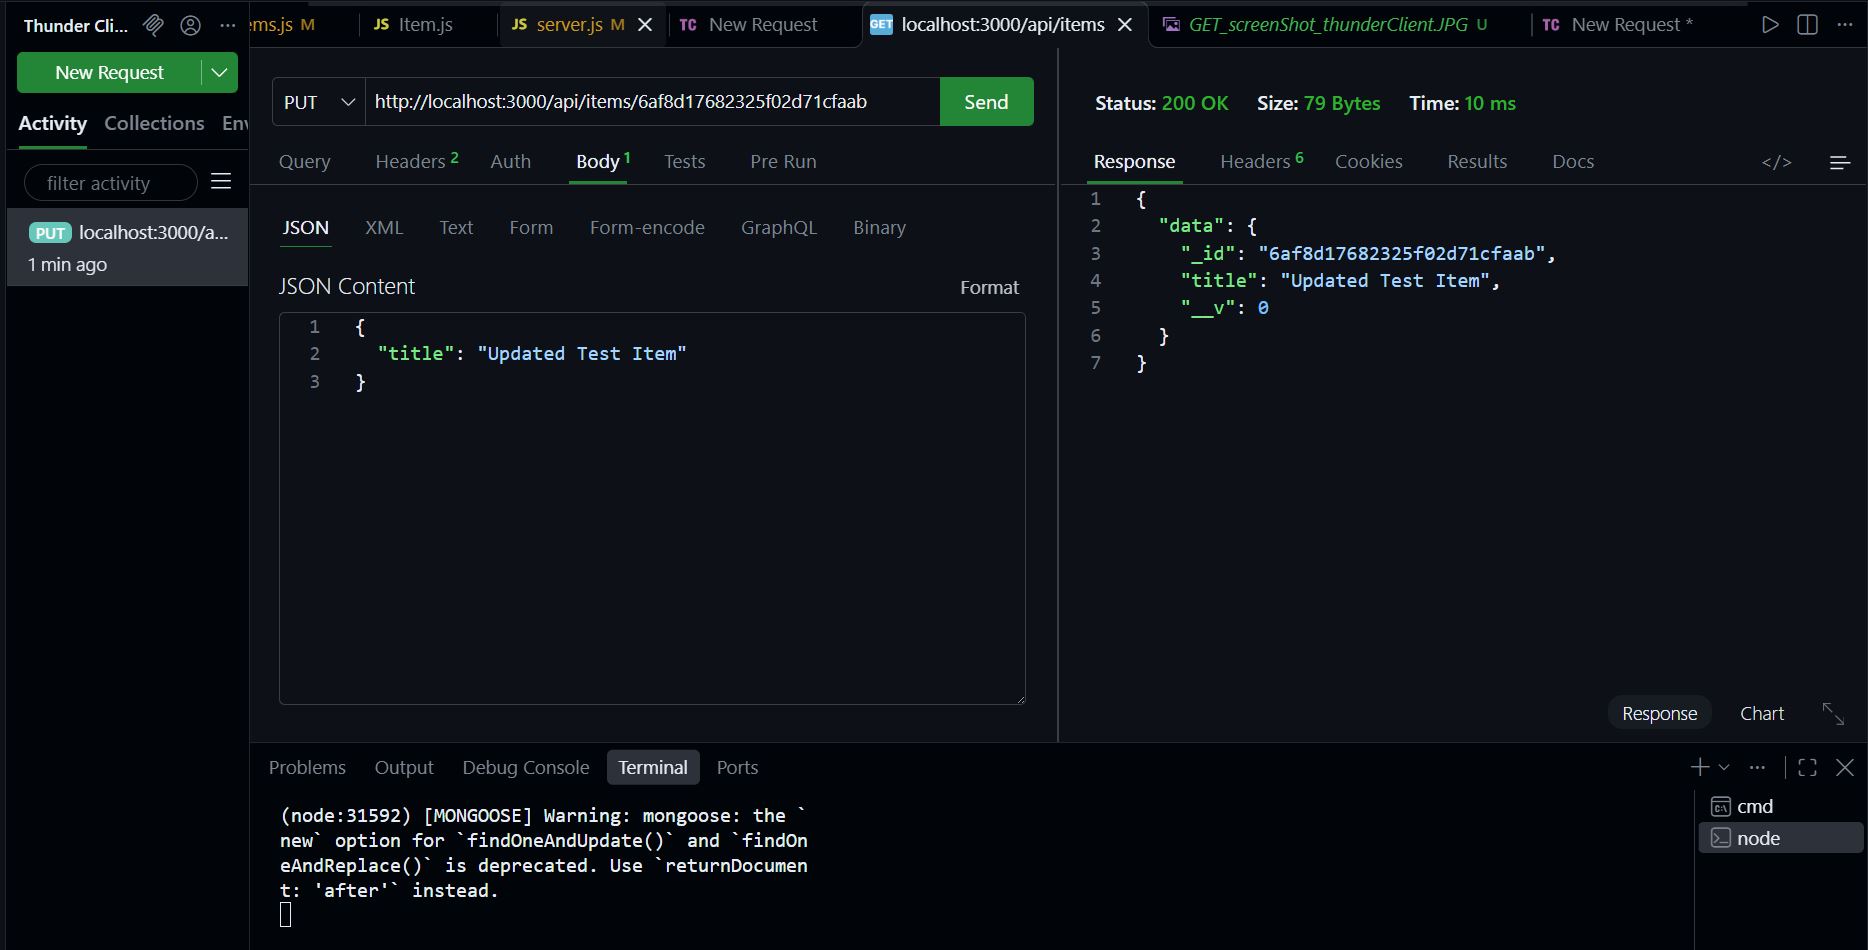 Thunder Cli...
New Request
Activity Collections Env
filter activity
PUT localhost:3000/a...
1 min ago
ems.js M
JS Item.js
JS server.js M
TC New Request
GET localhost:3000/api/items
GET_screenShot_thunderClient.JPG U
TC New Request *
PUT http://localhost:3000/api/items/6af8d17682325f02d71cfaab Send
Query Headers 2 Auth Body 1 Tests Pre Run
JSON XML Text Form Form-encode GraphQL Binary
JSON Content Format
1 {
2 "title": "Updated Test Item"
3 }
Status: 200 OK Size: 79 Bytes Time: 10 ms
Response Headers 6 Cookies Results Docs </>
1 {
2 "data": {
3 "_id": "6af8d17682325f02d71cfaab",
4 "title": "Updated Test Item",
5 "__v": 0
6 }
7 }
Response Chart
Problems Output Debug Console Terminal Ports
(node:31592) [MONGOOSE] Warning: mongoose: the `
new` option for `findOneAndUpdate()` and `findOn
eAndReplace()` is deprecated. Use `returnDocumen
t: 'after'` instead.
cmd
node